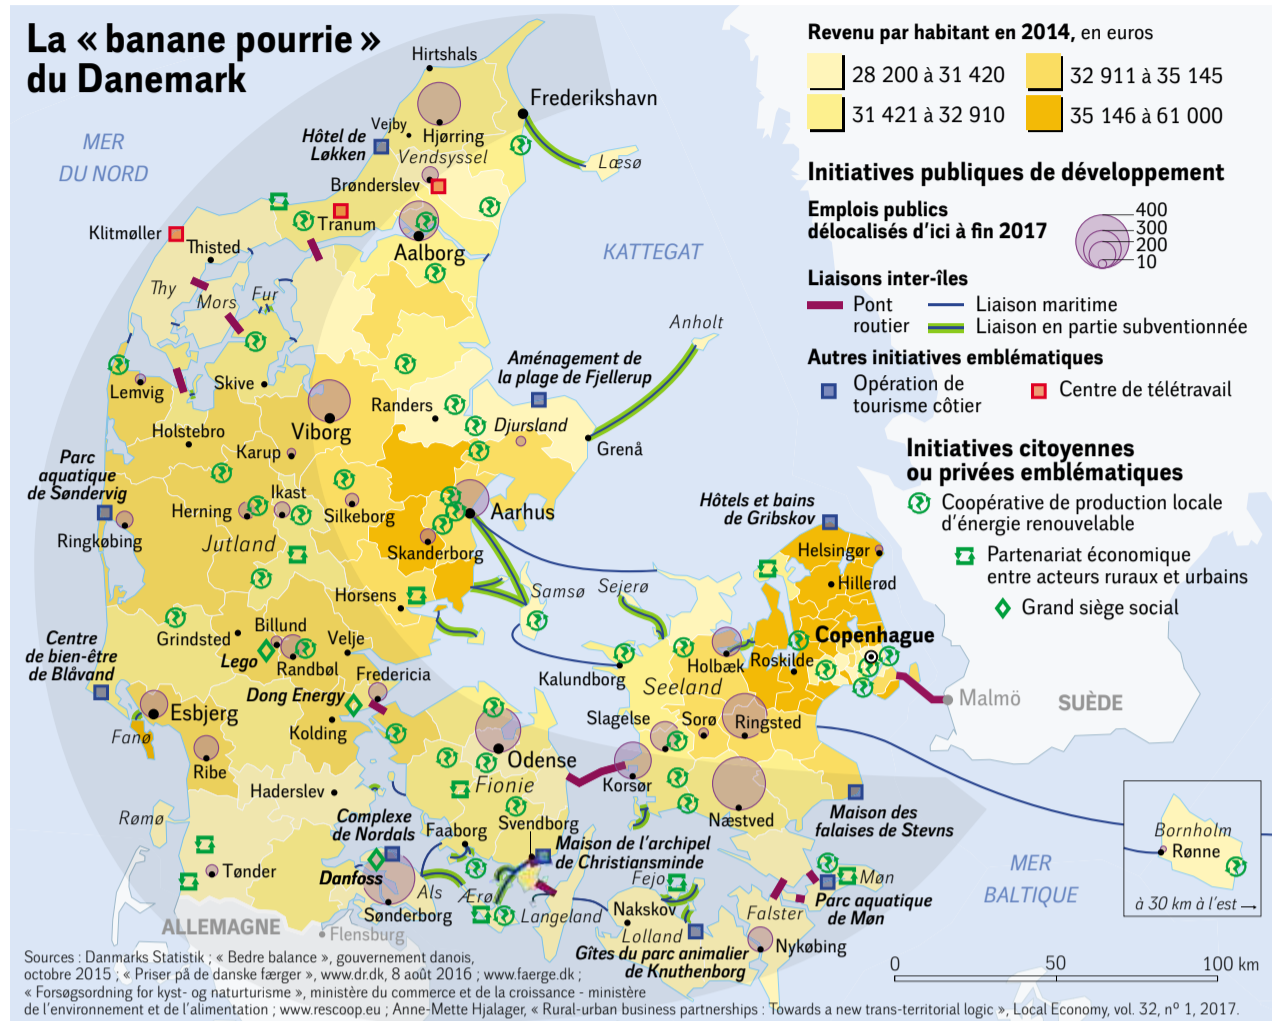 La « banane pourrie »
du Danemark
Revenu par habitant en 2014, en euros
28 200 à 31 420
32 911 à 35 145
31 421 à 32 910
35 146 à 61 000
Initiatives publiques de développement
Emplois publics
délocalisés d’ici à fin 2017
400
300
200
10
Liaisons inter-îles
Pont
routier
Liaison maritime
Liaison en partie subventionnée
Autres initiatives emblématiques
Opération de
tourisme côtier
Centre de télétravail
Initiatives citoyennes
ou privées emblématiques
Coopérative de production locale
d’énergie renouvelable
Partenariat économique
entre acteurs ruraux et urbains
Grand siège social
MER
DU NORD
Hirtshals
Frederikshavn
Vejby
Hjørring
Hôtel de
Løkken
Vendsyssel
Læsø
Brønderslev
Tranum
Klitmøller
Thisted
Aalborg
KATTEGAT
Thy
Mors
Fur
Anholt
Aménagement de
la plage de Fjellerup
Lemvig
Skive
Randers
Viborg
Djursland
Holstebro
Grenå
Karup
Parc
aquatique
de Søndervig
Ikast
Herning
Silkeborg
Aarhus
Hôtels et bains
de Gribskov
Ringkøbing
Jutland
Skanderborg
Helsingør
Hillerød
Horsens
Samsø
Sejerø
Grindsted
Billund
Velje
Copenhague
Centre
de bien-être
de Blåvand
Lego
Randbøl
Holbæk
Roskilde
Fredericia
Kalundborg
Seeland
Dong Energy
Malmö
SUÈDE
Esbjerg
Kolding
Slagelse
Sorø
Ringsted
Fanø
Odense
Ribe
Korsør
Haderslev
Fionie
Rømø
Complexe
de Nordals
Faaborg
Svendborg
Næstved
Maison des
falaises de Stevns
Bornholm
Rønne
à 30 km à l’est
Maison de l’archipel
de Christiansminde
MER
BALTIQUE
Tønder
Danfoss
Als
Ærø
Fejø
Møn
Parc aquatique
de Møn
Sønderborg
Langeland
Nakskov
Falster
ALLEMAGNE
Flensburg
Lolland
Nykøbing
Gîtes du parc animalier
de Knuthenborg
0
50
100 km
Sources : Danmarks Statistik ; « Bedre balance », gouvernement danois,
octobre 2015 ; « Priser på de danske færger », www.dr.dk, 8 août 2016 ; www.faerge.dk ;
« Forsøgsordning for kyst- og naturturisme », ministère du commerce et de la croissance - ministère
de l’environnement et de l’alimentation ; www.rescoop.eu ; Anne-Mette Hjalager, « Rural-urban business partnerships : Towards a new trans-territorial logic », Local Economy, vol. 32, nº 1, 2017.